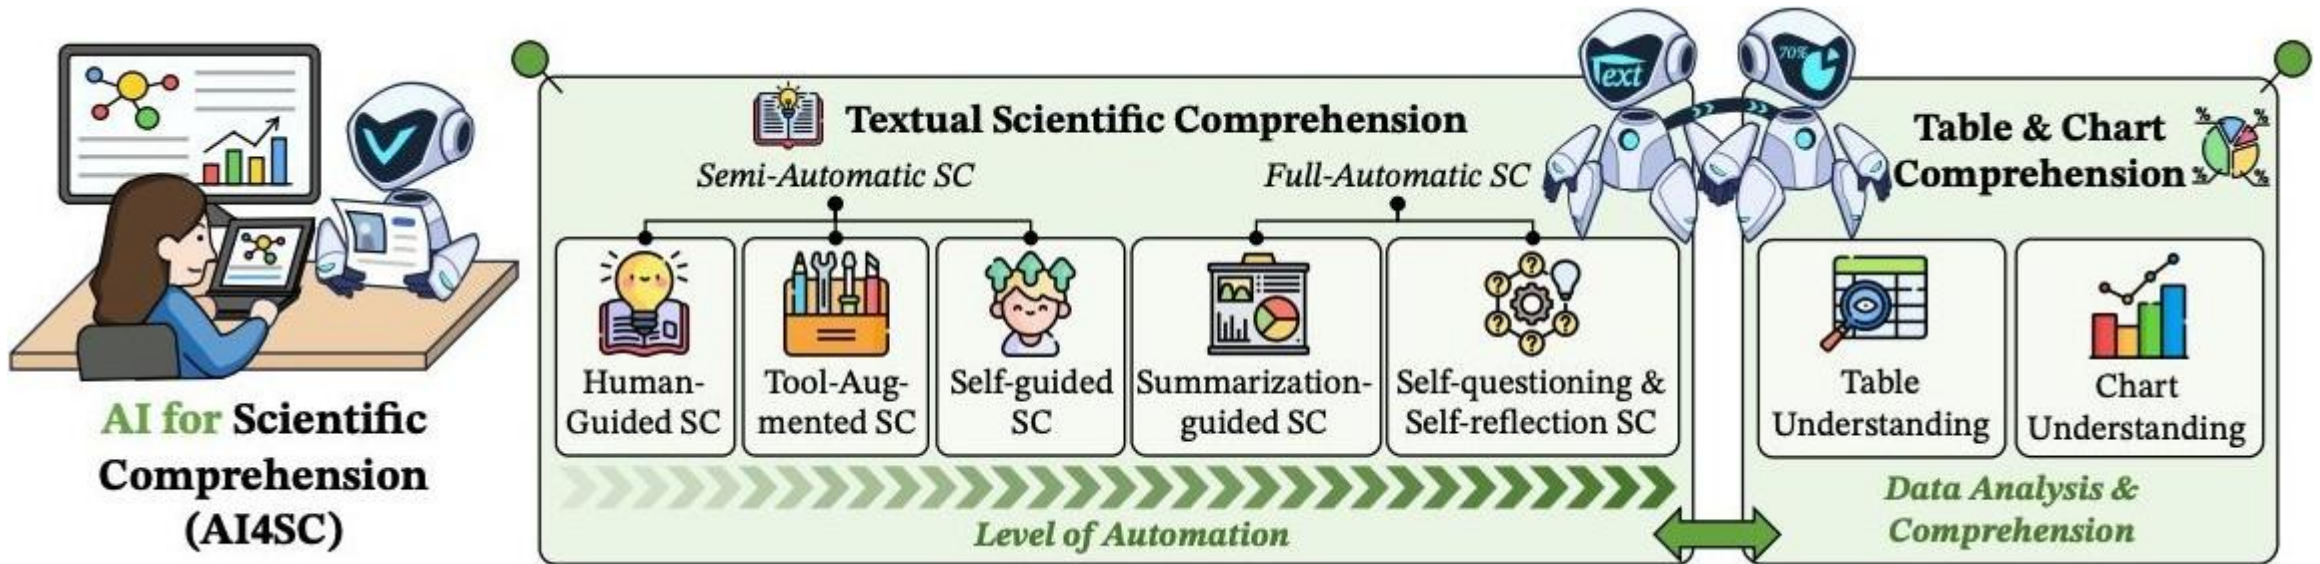 AI for Scientific
Comprehension
(AI4SC)
Textual Scientific Comprehension
Semi-Automatic SC
Full-Automatic SC
Human-
Guided SC
Tool-Aug-
mented SC
Self-guided
SC
Summarization-
guided SC
Self-questioning &
Self-reflection SC
Level of Automation
Text
70%
Table & Chart
Comprehension
%
%
%
%
%
Table
Understanding
Chart
Understanding
Data Analysis &
Comprehension